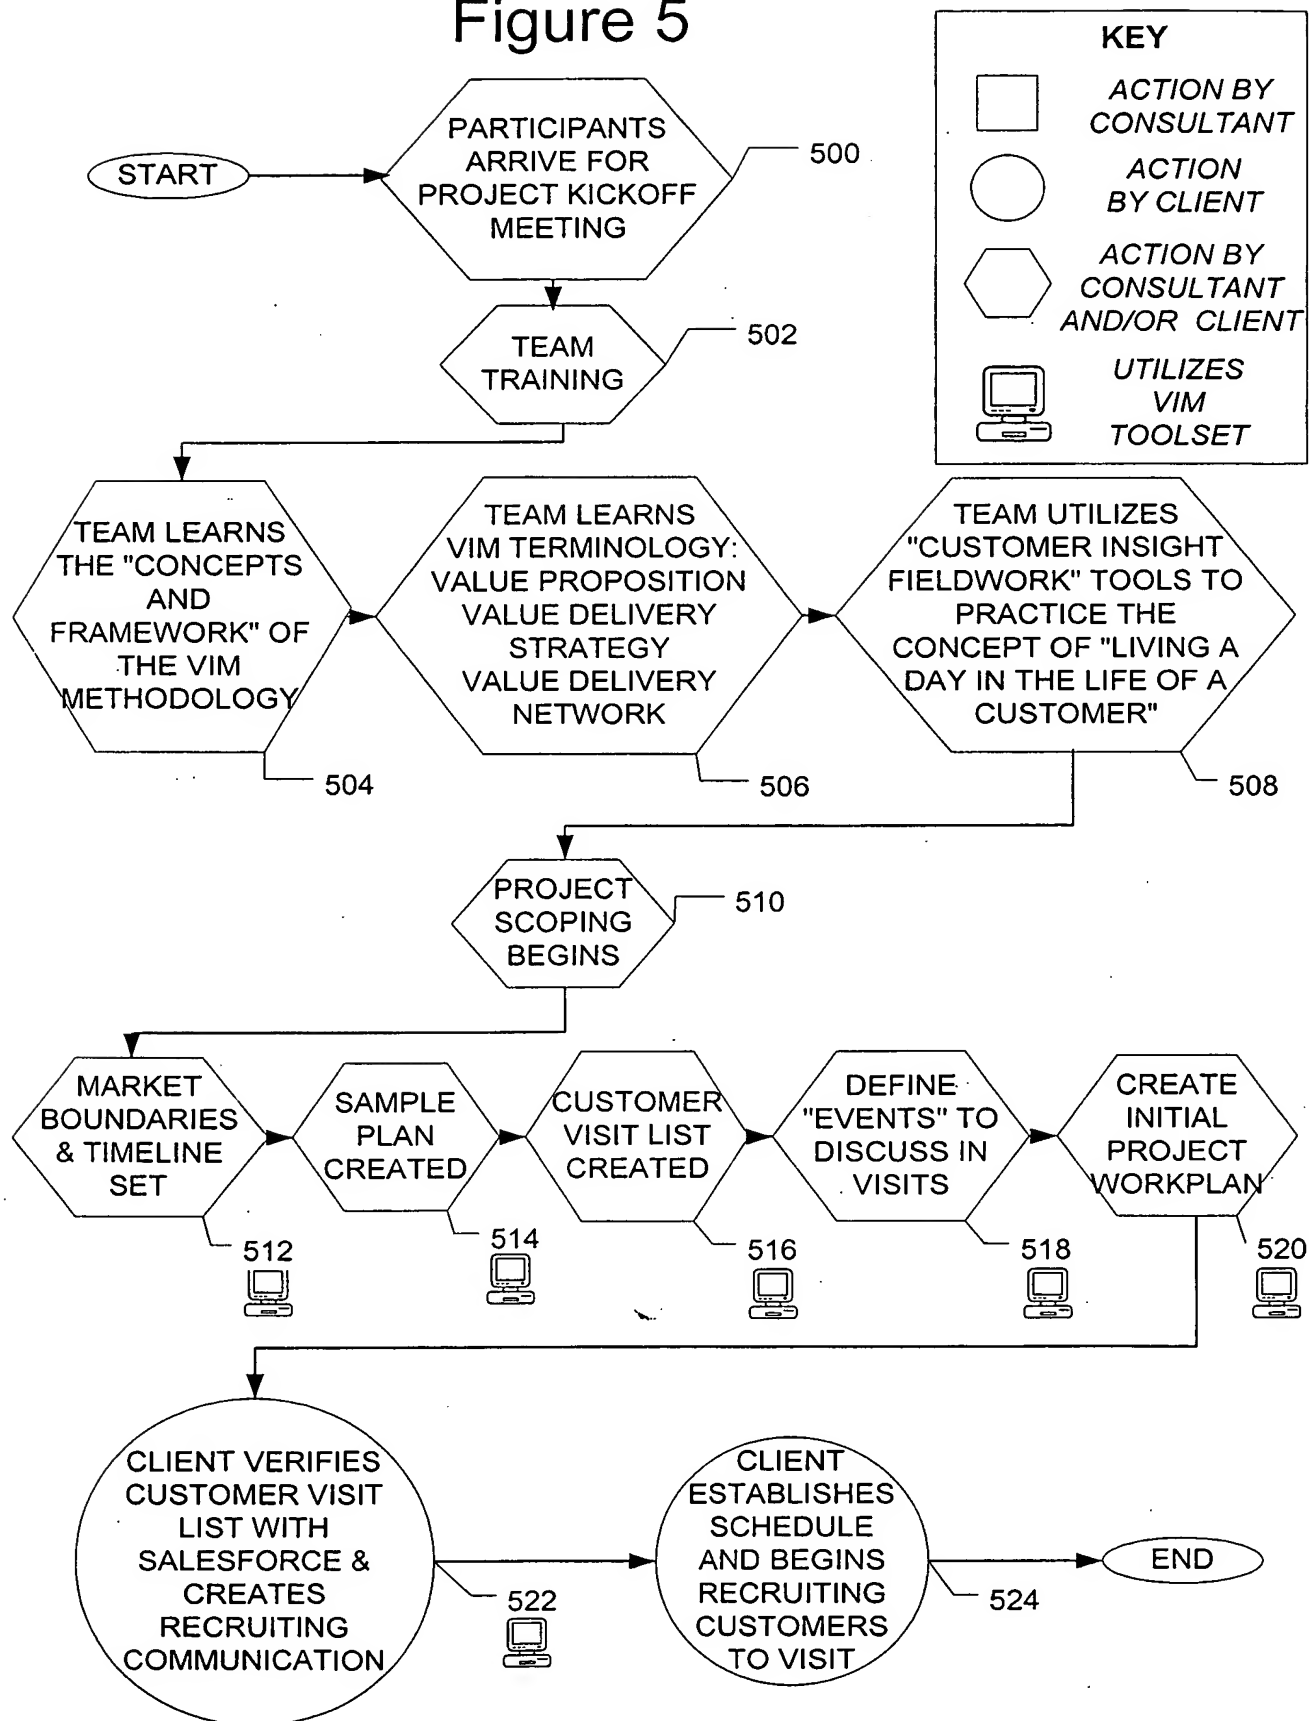 Figure 5
KEY
ACTION BY
CONSULTANT
ACTION
BY CLIENT
ACTION BY
CONSULTANT
AND/OR CLIENT
UTILIZES
VIM
TOOLSET
START
PARTICIPANTS
ARRIVE FOR
PROJECT KICKOFF
MEETING
500
TEAM
TRAINING
502
TEAM LEARNS
THE "CONCEPTS
AND
FRAMEWORK" OF
THE VIM
METHODOLOGY
504
TEAM LEARNS
VIM TERMINOLOGY:
VALUE PROPOSITION
VALUE DELIVERY
STRATEGY
VALUE DELIVERY
NETWORK
506
TEAM UTILIZES
"CUSTOMER INSIGHT
FIELDWORK" TOOLS TO
PRACTICE THE
CONCEPT OF "LIVING A
DAY IN THE LIFE OF A
CUSTOMER"
508
PROJECT
SCOPING
BEGINS
510
MARKET
BOUNDARIES
& TIMELINE
SET
512
SAMPLE
PLAN
CREATED
514
CUSTOMER
VISIT LIST
CREATED
516
DEFINE
"EVENTS" TO
DISCUSS IN
VISITS
518
CREATE
INITIAL
PROJECT
WORKPLAN
520
CLIENT VERIFIES
CUSTOMER VISIT
LIST WITH
SALESFORCE &
CREATES
RECRUITING
COMMUNICATION
522
CLIENT
ESTABLISHES
SCHEDULE
AND BEGINS
RECRUITING
CUSTOMERS
TO VISIT
524
END